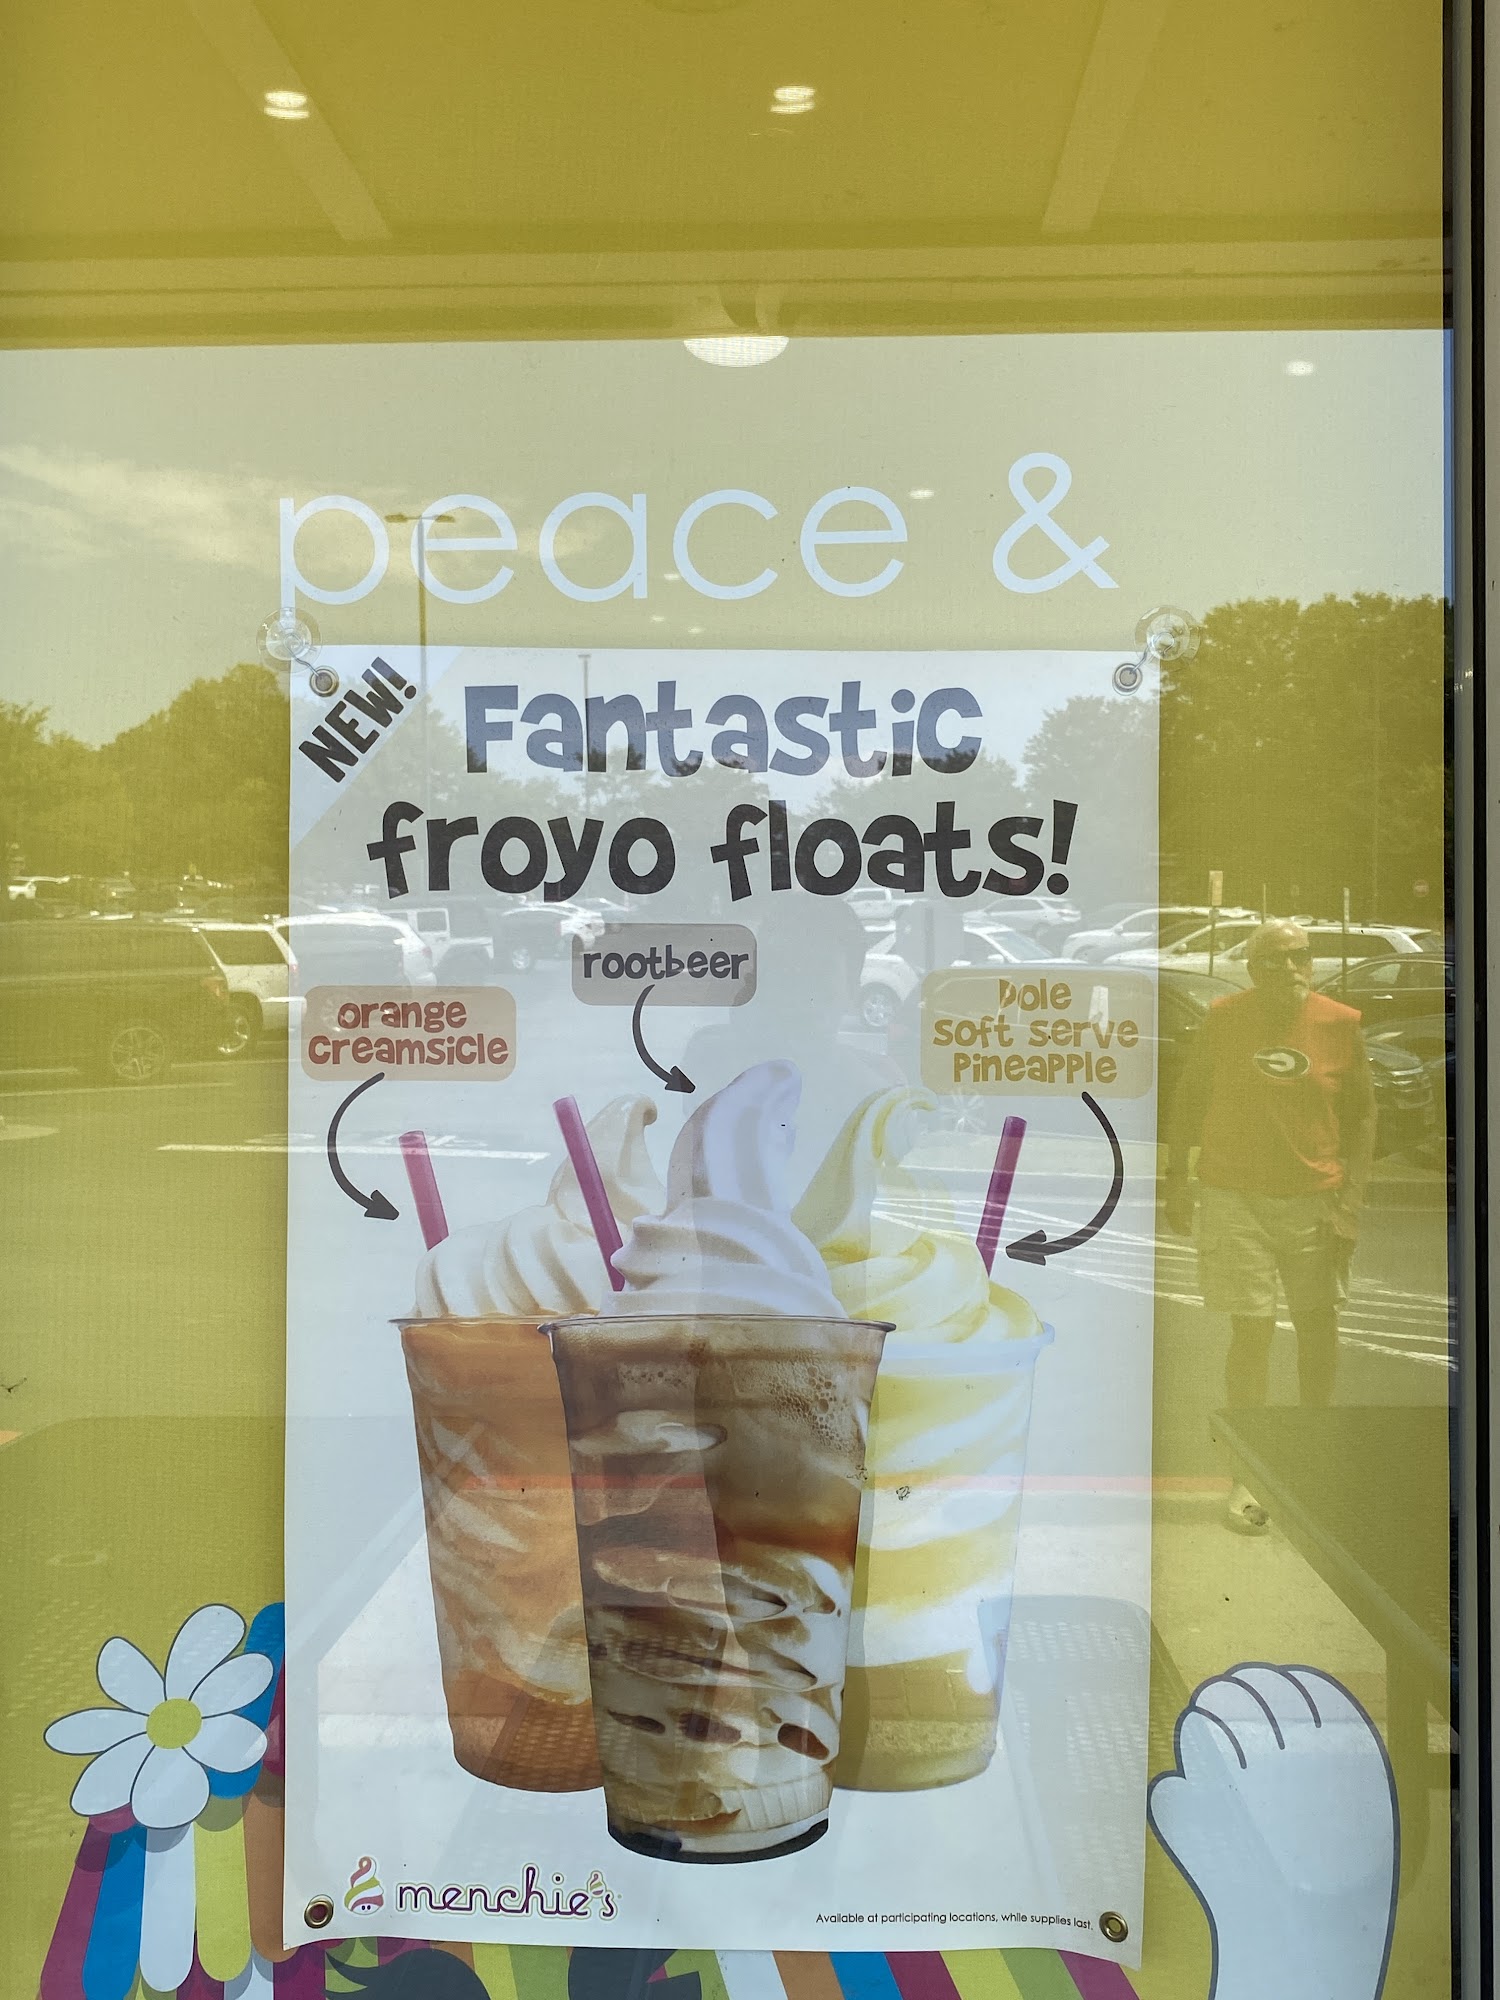 peace &
NEW!
Fantastic
froyo floats!
rootbeer
orange
creamsicle
Dole
soft serve
pineapple
menchie's
Available at participating locations, while supplies last.